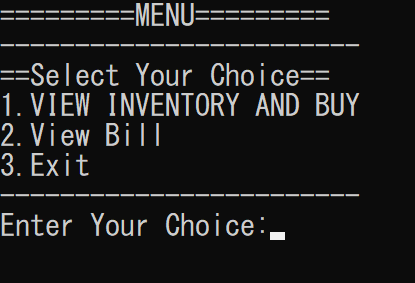 =========MENU=========
------------------------
==Select Your Choice==
1.VIEW INVENTORY AND BUY
2.View Bill
3.Exit
------------------------
Enter Your Choice: